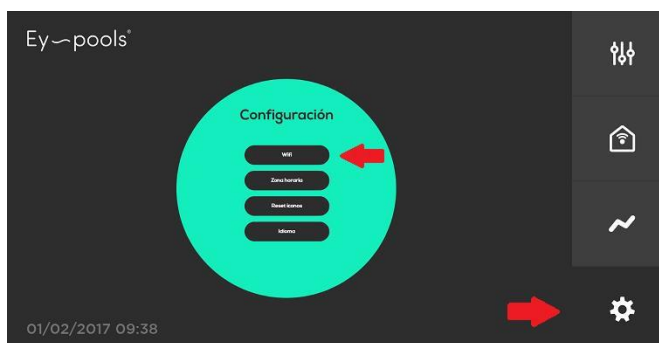 Ey-pools®
Configuración
Wifi
Zona horaria
Reset iconos
Idioma
01/02/2017 09:38